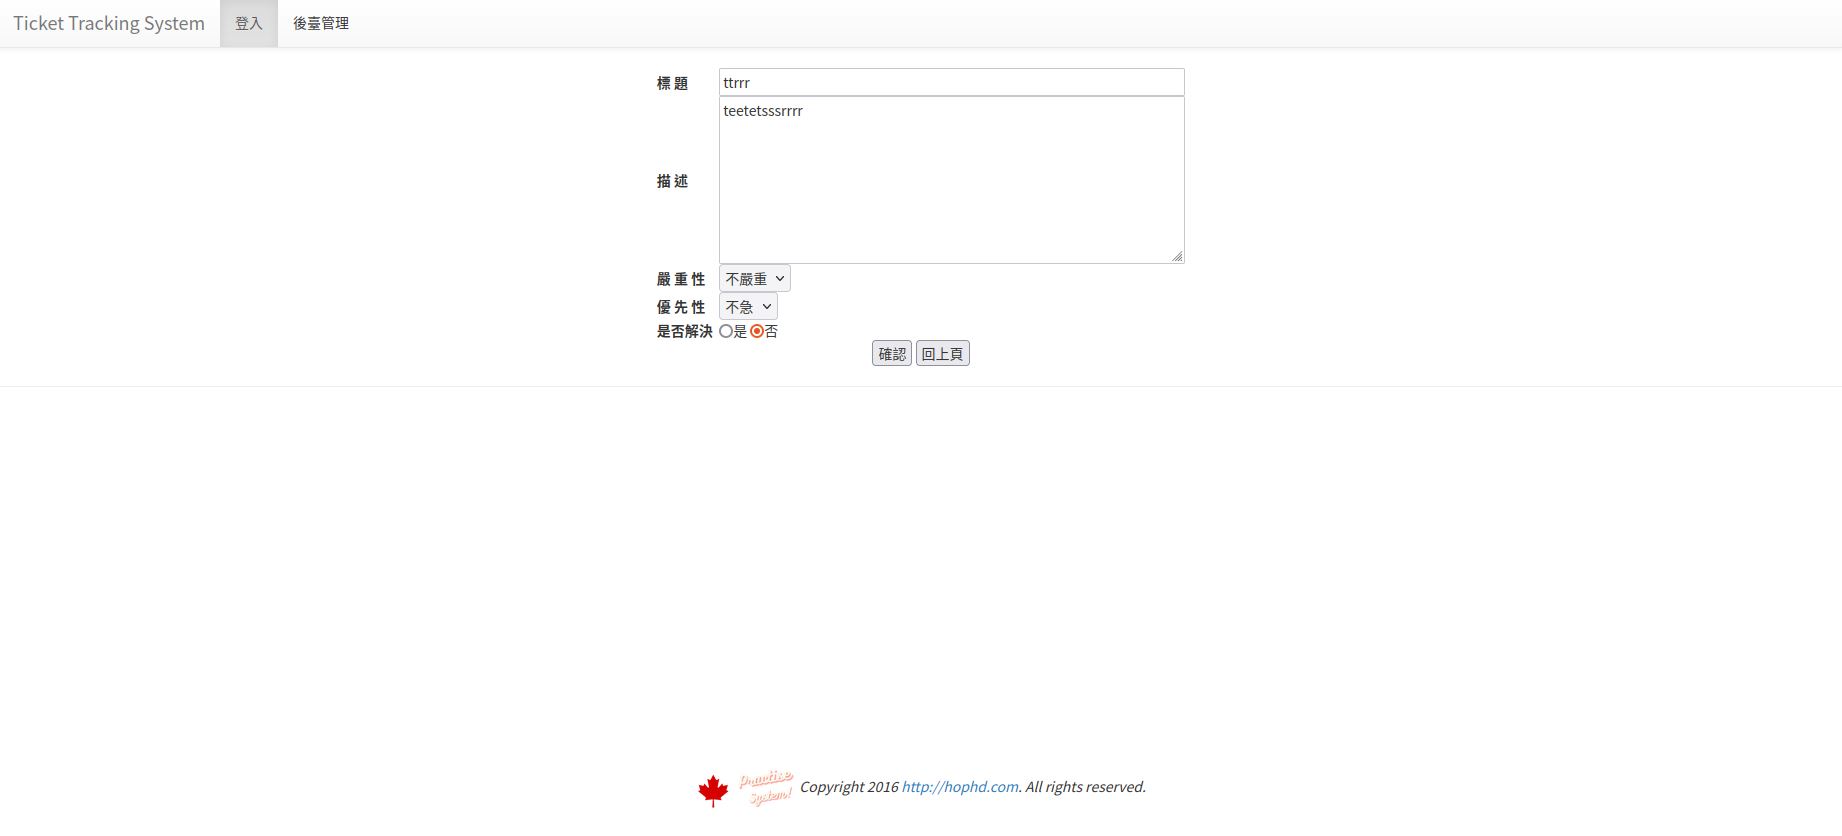 Ticket Tracking System 登入 後臺管理
標 題 ttrrr
teetetsssrrrr
描 述
嚴 重 性 不嚴重
優 先 性 不急
是否解決 是 否
確認 回上頁
Practise
System!
Copyright 2016 http://hophd.com. All rights reserved.